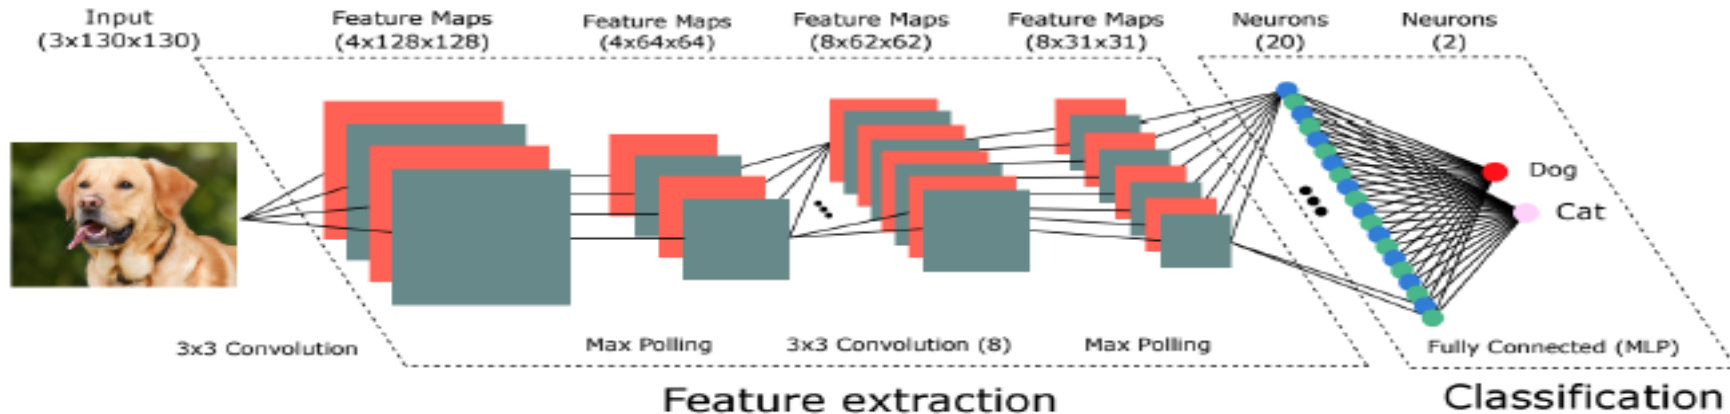 Input
(3x130x130)
Feature Maps
(4x128x128)
Feature Maps
(4x64x64)
Feature Maps
(8x62x62)
Feature Maps
(8x31x31)
Neurons
(20)
Neurons
(2)
Dog
Cat
3x3 Convolution
Max Polling
3x3 Convolution (8)
Max Polling
Fully Connected (MLP)
Feature extraction
Classification